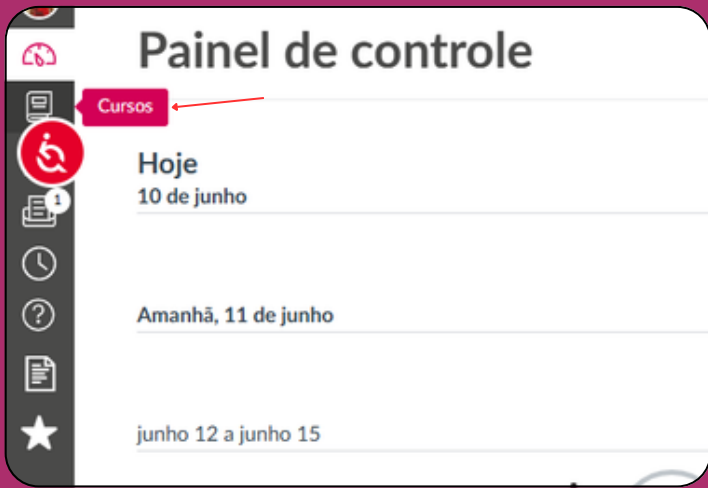 Painel de controle
Cursos
Hoje
10 de junho
1
Amanhã, 11 de junho
junho 12 a junho 15